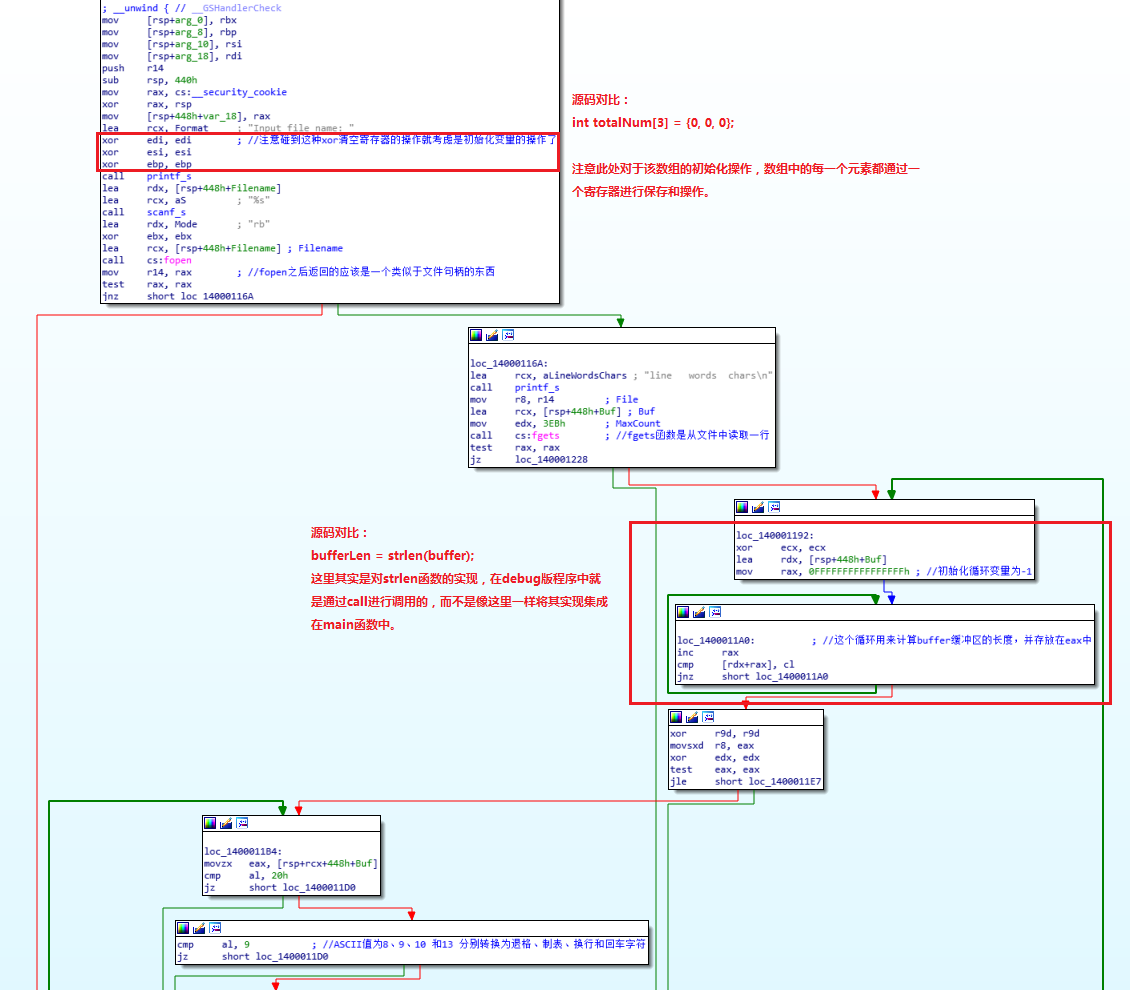 ; __unwind { // __GSHandlerCheck
mov [rsp+arg_0], rbx
mov [rsp+arg_8], rbp
mov [rsp+arg_10], rsi
mov [rsp+arg_18], rdi
push r14
sub rsp, 440h
mov rax, cs:__security_cookie
xor rax, rsp
mov [rsp+448h+var_18], rax
lea rcx, Format ; "Input file name: "
xor edi, edi ; //注意碰到这种xor清空寄存器的操作就考虑是初始化变量的操作了
xor esi, esi
xor ebp, ebp
call printf_s
lea rdx, [rsp+448h+Filename]
lea rcx, aS ; "%s"
call scanf_s
lea rdx, Mode ; "rb"
xor ebx, ebx
lea rcx, [rsp+448h+Filename] ; Filename
call cs:fopen
mov r14, rax ; //fopen之后返回的应该是一个类似于文件句柄的东西
test rax, rax
jnz short loc_14000116A
源码对比：
int totalNum[3] = {0, 0, 0};
注意此处对于该数组的初始化操作，数组中的每一个元素都通过一
个寄存器进行保存和操作。
loc_14000116A:
lea rcx, aLineWordsChars ; "line words chars\n"
call printf_s
mov r8, r14 ; File
lea rcx, [rsp+448h+Buf] ; Buf
mov edx, 3EBh ; MaxCount
call cs:fgets ; //fgets函数是从文件中读取一行
test rax, rax
jz loc_140001228
源码对比：
bufferLen = strlen(buffer);
这里其实是对strlen函数的实现，在debug版程序中就
是通过call进行调用的，而不是像这里一样将其实现集成
在main函数中。
loc_140001192:
xor ecx, ecx
lea rdx, [rsp+448h+Buf]
mov rax, 0FFFFFFFFFFFFFFFFh ; //初始化循环变量为-1
loc_1400011A0: ; //这个循环用来计算buffer缓冲区的长度，并存放在eax中
inc rax
cmp [rdx+rax], cl
jnz short loc_1400011A0
xor r9d, r9d
movsxd r8, eax
xor edx, edx
test eax, eax
jle short loc_1400011E7
loc_1400011B4:
movzx eax, [rsp+rcx+448h+Buf]
cmp al, 20h
jz short loc_1400011D0
cmp al, 9 ; //ASCII值为8、9、10 和13 分别转换为退格、制表、换行和回车字符
jz short loc_1400011D0